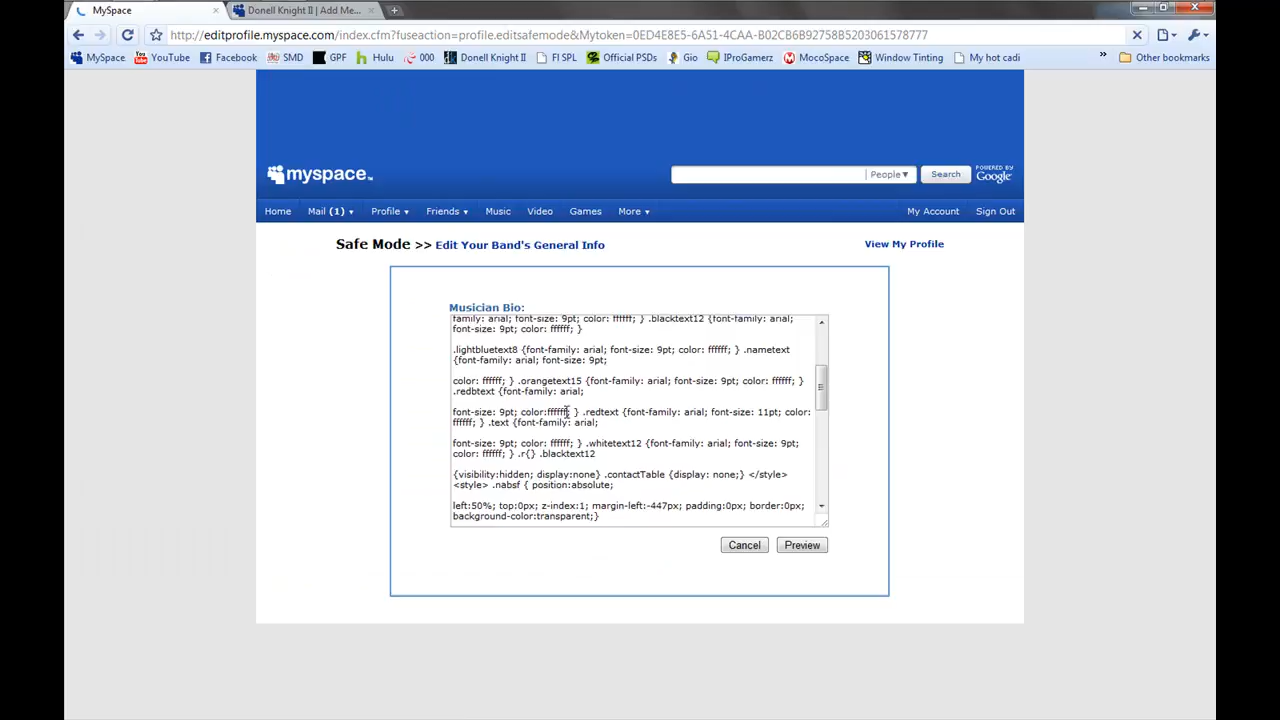 MySpace
Donell Knight II | Add Me...
http://editprofile.myspace.com/index.cfm?fuseaction=profile.editsafemode&Mytoken=0ED4E8E5-6A51-4CAA-B02CB6B92758B5203061578777
MySpace YouTube Facebook SMD GPF Hulu 000 Donell Knight II FI SPL Official PSDs Gio IProGamerz MocoSpace Window Tinting My hot cadi » Other bookmarks
myspace
People▼ Search POWERED BY Google
Home Mail (1) ▼ Profile ▼ Friends ▼ Music Video Games More ▼ My Account Sign Out
Safe Mode >> Edit Your Band's General Info View My Profile
Musician Bio:
family: arial; font-size: 9pt; color: ffffff; } .blacktext12 {font-family: arial;
font-size: 9pt; color: ffffff; }
.lightbluetext8 {font-family: arial; font-size: 9pt; color: ffffff; } .nametext
{font-family: arial; font-size: 9pt;
color: ffffff; } .orangetext15 {font-family: arial; font-size: 9pt; color: ffffff; }
.redbtext {font-family: arial;
font-size: 9pt; color:ffffff; } .redtext {font-family: arial; font-size: 11pt; color:
ffffff; } .text {font-family: arial;
font-size: 9pt; color: ffffff; } .whitetext12 {font-family: arial; font-size: 9pt;
color: ffffff; } .r{} .blacktext12
{visibility:hidden; display:none} .contactTable {display: none;} </style>
<style> .nabsf { position:absolute;
left:50%; top:0px; z-index:1; margin-left:-447px; padding:0px; border:0px;
background-color:transparent;}
Cancel Preview